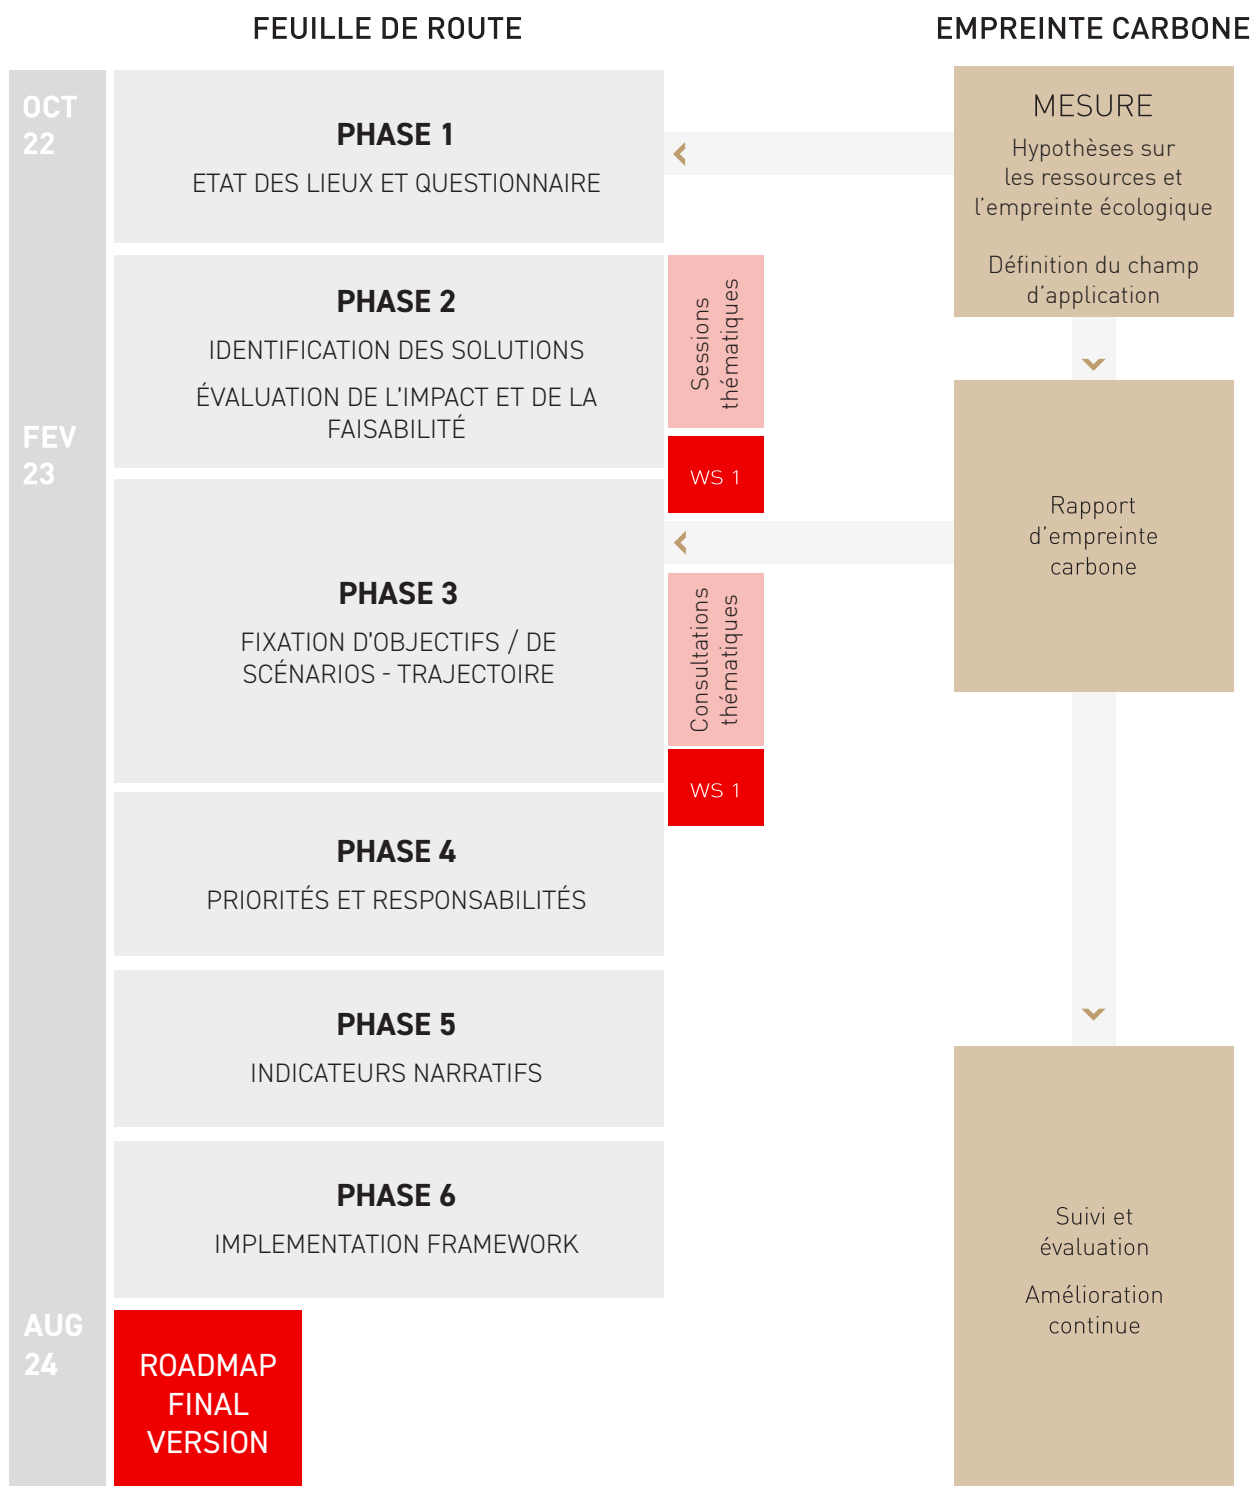 FEUILLE DE ROUTE
EMPREINTE CARBONE
OCT
22
PHASE 1
ETAT DES LIEUX ET QUESTIONNAIRE
MESURE
Hypothèses sur
les ressources et
l'empreinte écologique
Définition du champ
d'application
PHASE 2
IDENTIFICATION DES SOLUTIONS
ÉVALUATION DE L'IMPACT ET DE LA
FAISABILITÉ
Sessions
thématiques
FEV
23
WS 1
PHASE 3
FIXATION D'OBJECTIFS / DE
SCÉNARIOS - TRAJECTOIRE
Consultations
thématiques
WS 1
Rapport
d'empreinte
carbone
PHASE 4
PRIORITÉS ET RESPONSABILITÉS
PHASE 5
INDICATEURS NARRATIFS
PHASE 6
IMPLEMENTATION FRAMEWORK
Suivi et
évaluation
Amélioration
continue
AUG
24
ROADMAP
FINAL
VERSION